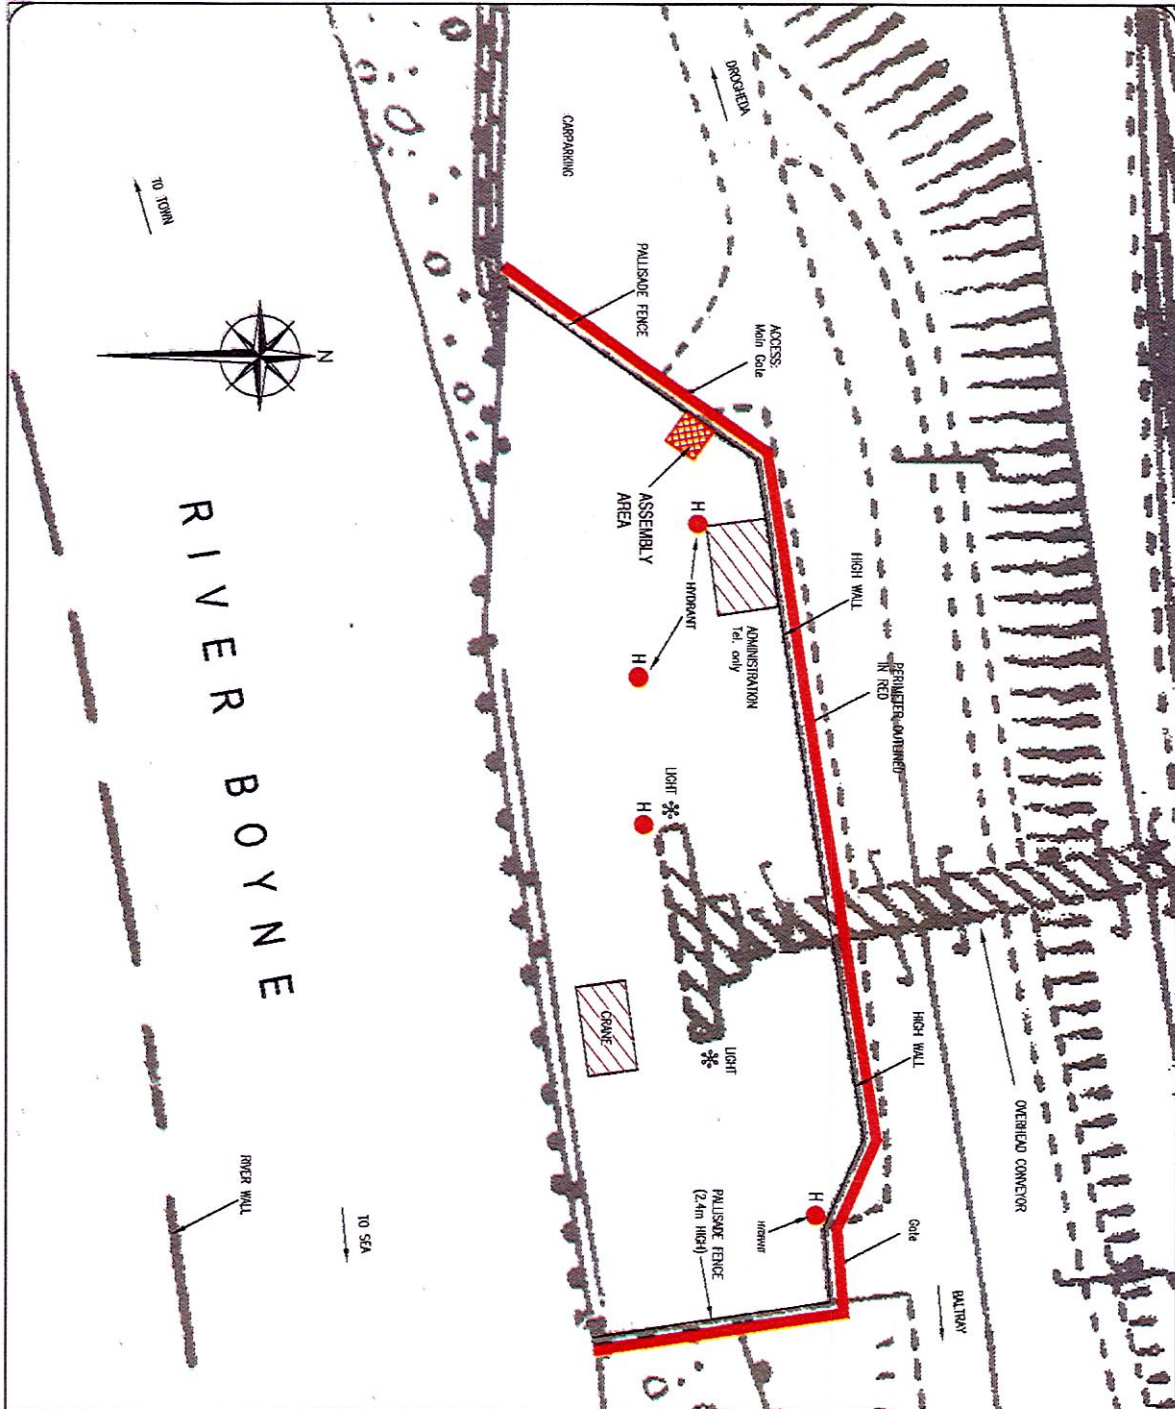 DROGHEDA
CARPARKING
TO TOWN
PALLISADE FENCE
ACCESS:
Main Gate
N
ASSEMBLY
AREA
H
HYDRANT
HIGH WALL
ADMINISTRATION
Tel. only
PERIMETER OUTLINED
IN RED
H
RIVER BOYNE
LIGHT
H
CRANE
LIGHT
HIGH WALL
OVERHEAD CONVEYOR
RIVER WALL
TO SEA
PALLISADE FENCE
(2.4m HIGH)
H
HYDRANT
Gate
BALTRAY